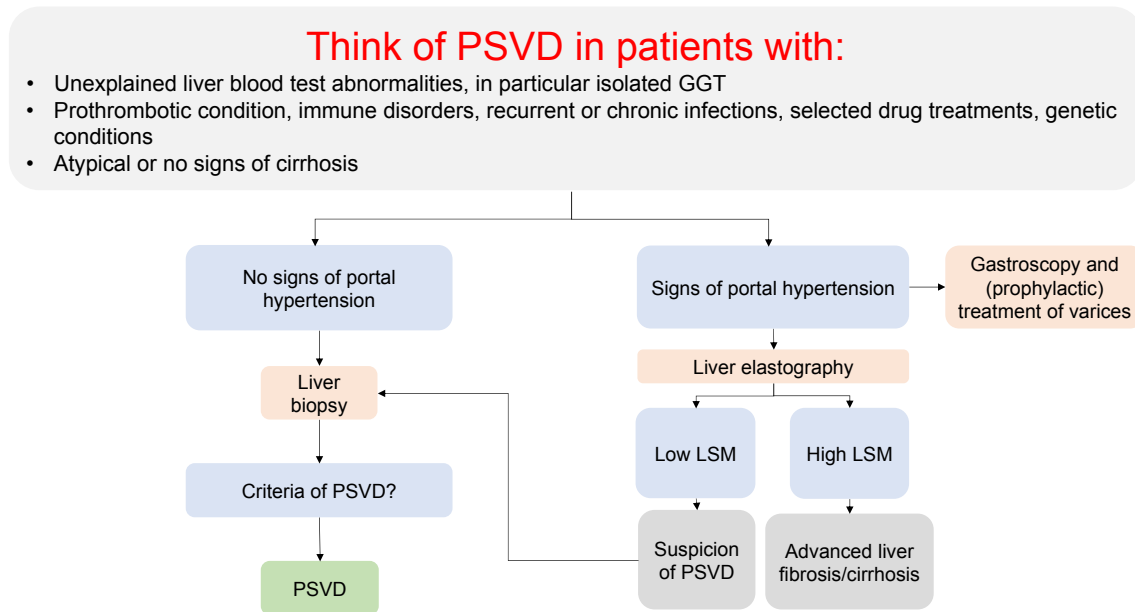 Think of PSVD in patients with:
• Unexplained liver blood test abnormalities, in particular isolated GGT
• Prothrombotic condition, immune disorders, recurrent or chronic infections, selected drug treatments, genetic
conditions
• Atypical or no signs of cirrhosis
No signs of portal
hypertension
Signs of portal hypertension
Gastroscopy and
(prophylactic)
treatment of varices
Liver
biopsy
Liver elastography
Low LSM
High LSM
Criteria of PSVD?
Suspicion
of PSVD
Advanced liver
fibrosis/cirrhosis
PSVD